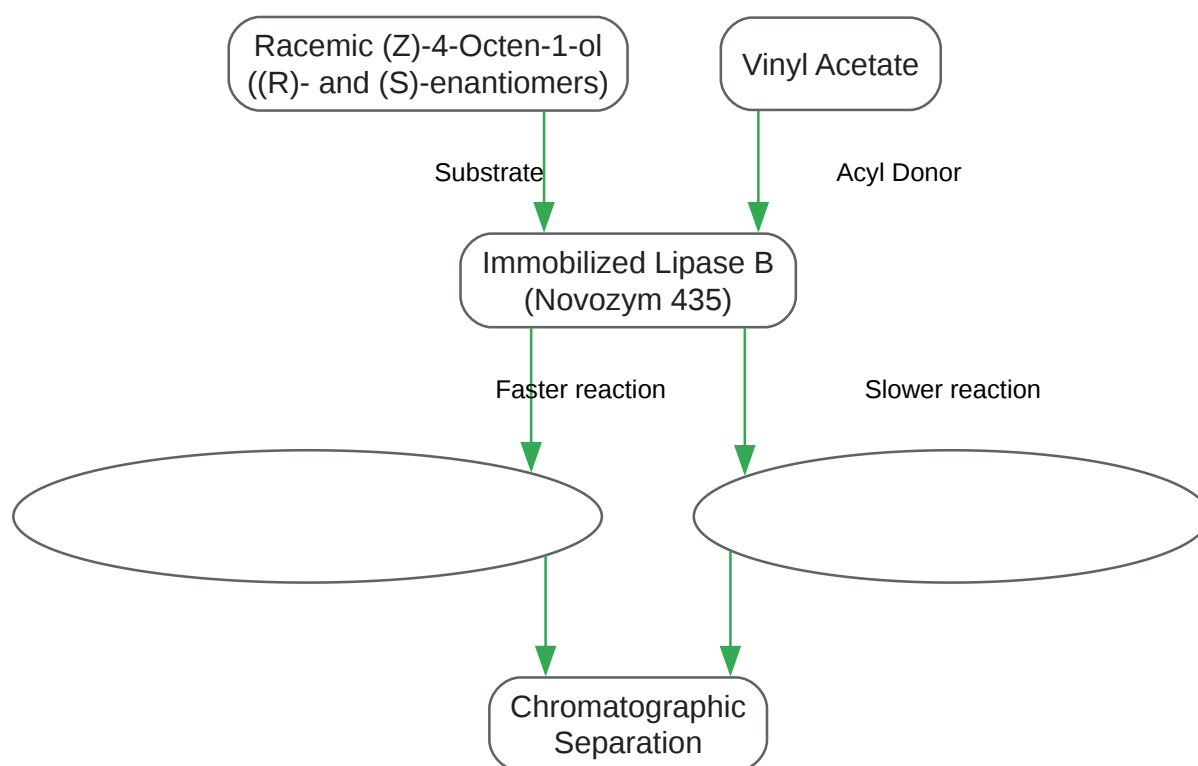 Racemic (Z)-4-Octen-1-ol
((R)- and (S)-enantiomers)
Vinyl Acetate
Substrate
Acyl Donor
Immobilized Lipase B
(Novozym 435)
Faster reaction
Slower reaction
Chromatographic
Separation